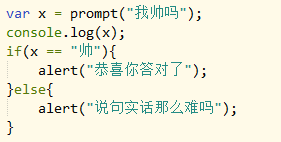 var x = prompt("我帅吗");
console.log(x);
if(x == "帅"){
    alert("恭喜你答对了");
}else{
    alert("说句实话那么难吗");
}